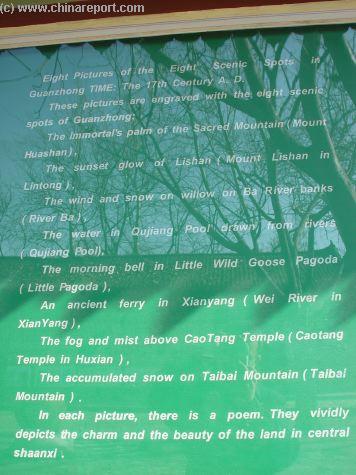 (c) www.chinareport.com
Eight Pictures of the Eight Scenic Spots in
Guanzhong TIME: The 17th Century A. D.
These pictures are engraved with the eight scenic
spots of Guanzhong:
The immortal's palm of the Sacred Mountain ( Mount
Huashan) ,
The sunset glow of Lishan ( Mount Lishan in
Lintong ) ,
The wind and snow on willow on Ba River banks
( River Ba ) ,
The water in Qujiang Pool drawn from rivers
( Qujiang Pool),
The morning bell in Little Wild Goose Pagoda
( Little Pagoda ) ,
An ancient ferry in Xianyang ( Wei River in
XianYang ) ,
The fog and mist above CaoTang Temple ( Caotang
Temple in Huxian ) ,
The accumulated snow on Taibai Mountain ( Taibai
Mountain ) .
In each picture, there is a poem. They vividly
depicts the charm and the beauty of the land in central
shaanxi .